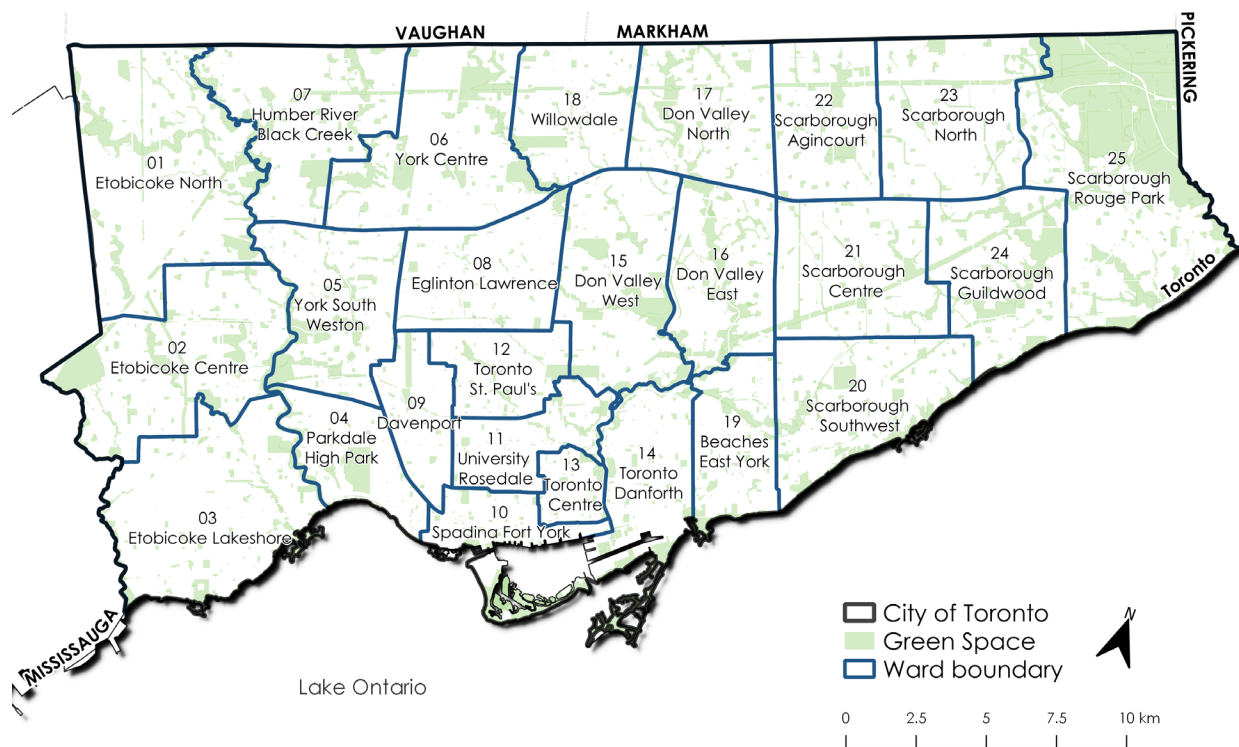 VAUGHAN
MARKHAM
PICKERING
07
Humber River
Black Creek
18
Willowdale
17
Don Valley
North
22
Scarborough
Agincourt
23
Scarborough
North
06
York Centre
01
Etobicoke North
25
Scarborough
Rouge Park
05
York South
Weston
08
Eglinton Lawrence
15
Don Valley
West
16
Don Valley
East
21
Scarborough
Centre
24
Scarborough
Guildwood
Toronto
02
Etobicoke Centre
12
Toronto
St. Paul's
04
Parkdale
High Park
09
Davenport
11
University
Rosedale
13
Toronto
Centre
14
Toronto
Danforth
19
Beaches
East York
20
Scarborough
Southwest
03
Etobicoke Lakeshore
10
Spadina Fort York
MISSISSAUGA
Lake Ontario
City of Toronto
Green Space
Ward boundary
N
0 2.5 5 7.5 10 km